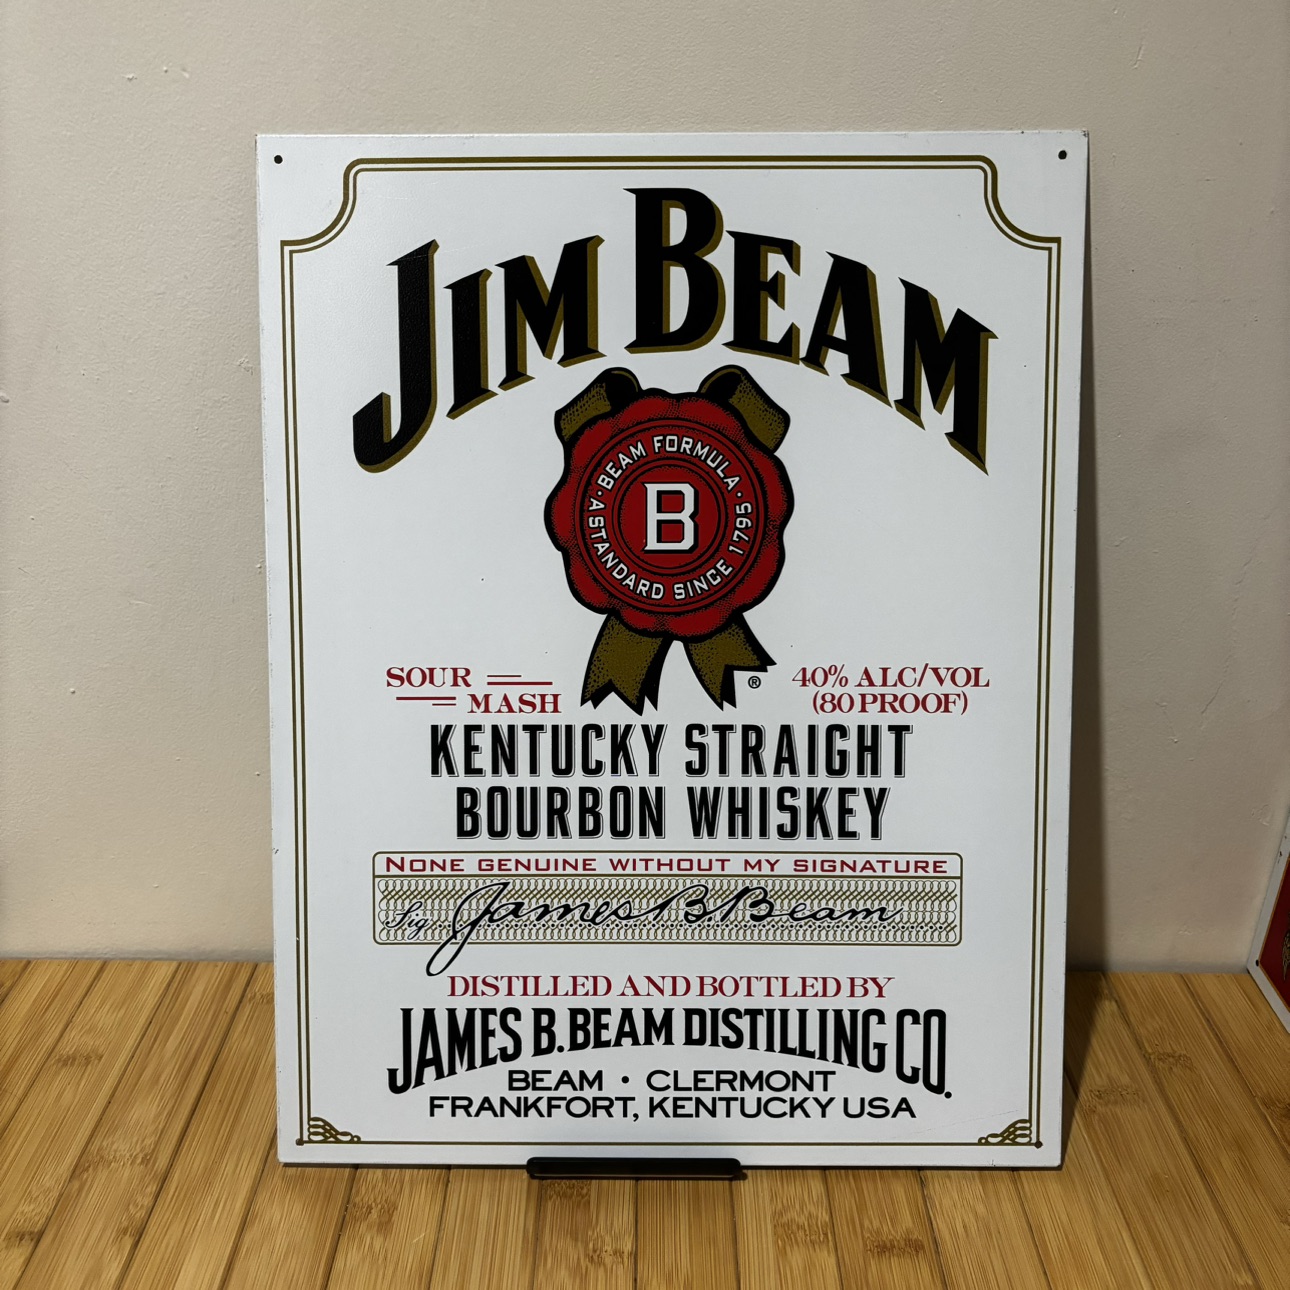 JIM BEAM
· BEAM FORMULA ·
B
A STANDARD SINCE 1795
®
SOUR MASH
40% ALC/VOL
(80 PROOF)
KENTUCKY STRAIGHT
BOURBON WHISKEY
NONE GENUINE WITHOUT MY SIGNATURE
Sig. James B. Beam
DISTILLED AND BOTTLED BY
JAMES B. BEAM DISTILLING CO.
BEAM · CLERMONT
FRANKFORT, KENTUCKY USA